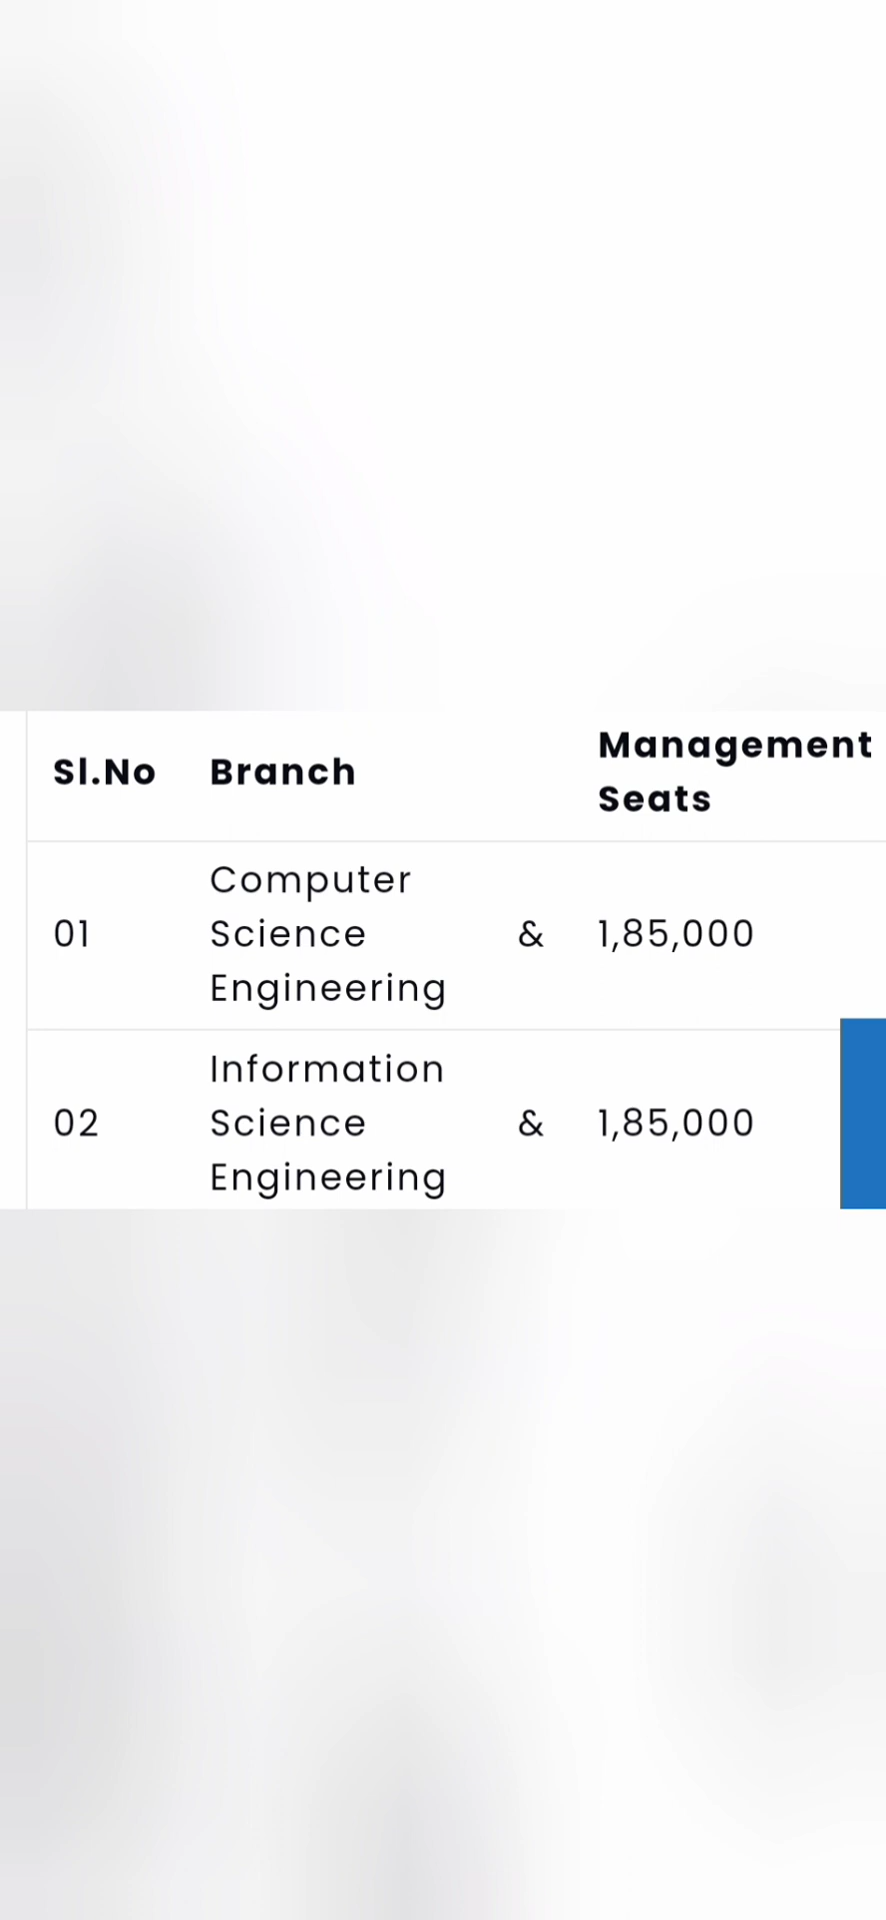 Sl.No Branch Management Seats
01 Computer Science & Engineering 1,85,000
02 Information Science & Engineering 1,85,000